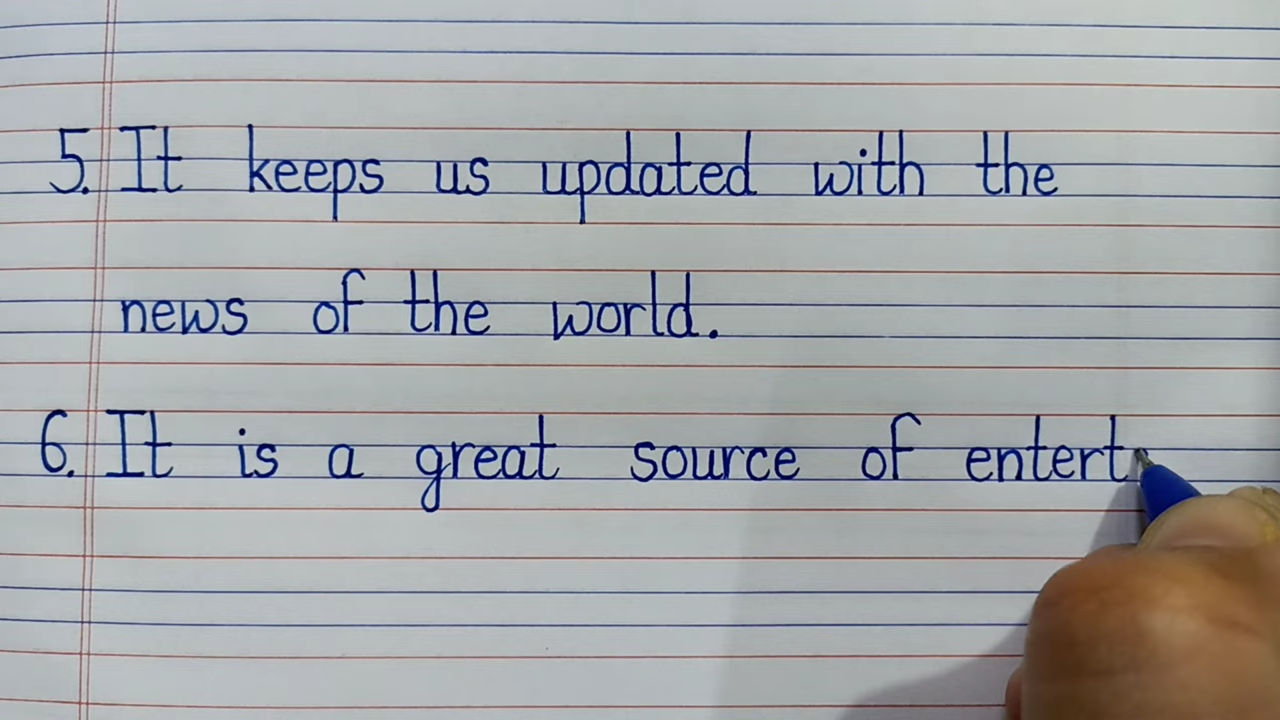 5. It keeps us updated with the
news of the world.
6. It is a great source of entert